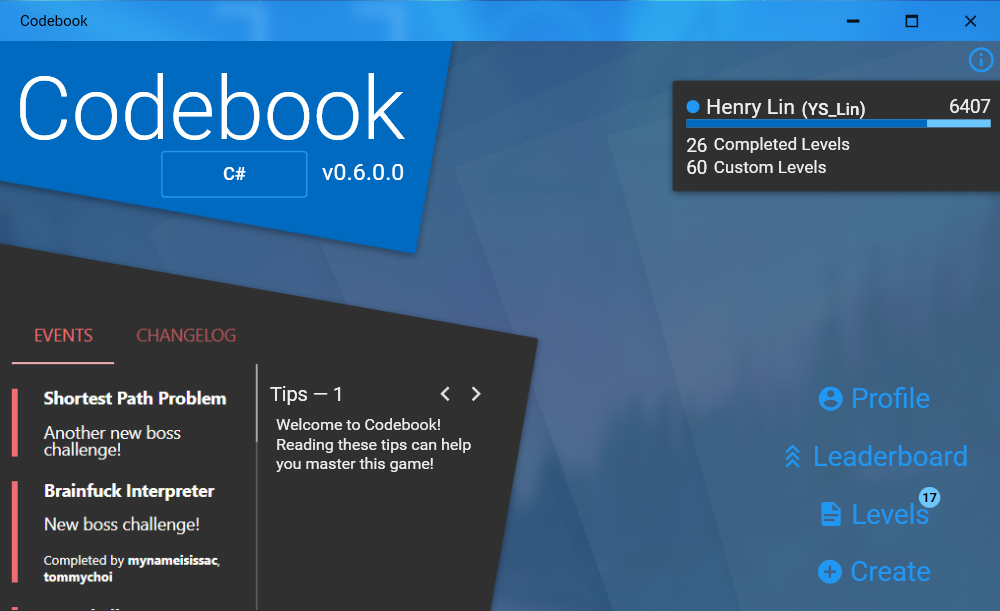 Codebook
Codebook
C#
v0.6.0.0
Henry Lin (YS_Lin)
6407
26 Completed Levels
60 Custom Levels
EVENTS
CHANGELOG
Shortest Path Problem
Another new boss
challenge!
Brainfuck Interpreter
New boss challenge!
Completed by mynameisissac,
tommychoi
Tips — 1
Welcome to Codebook!
Reading these tips can help
you master this game!
Profile
Leaderboard
Levels
17
Create